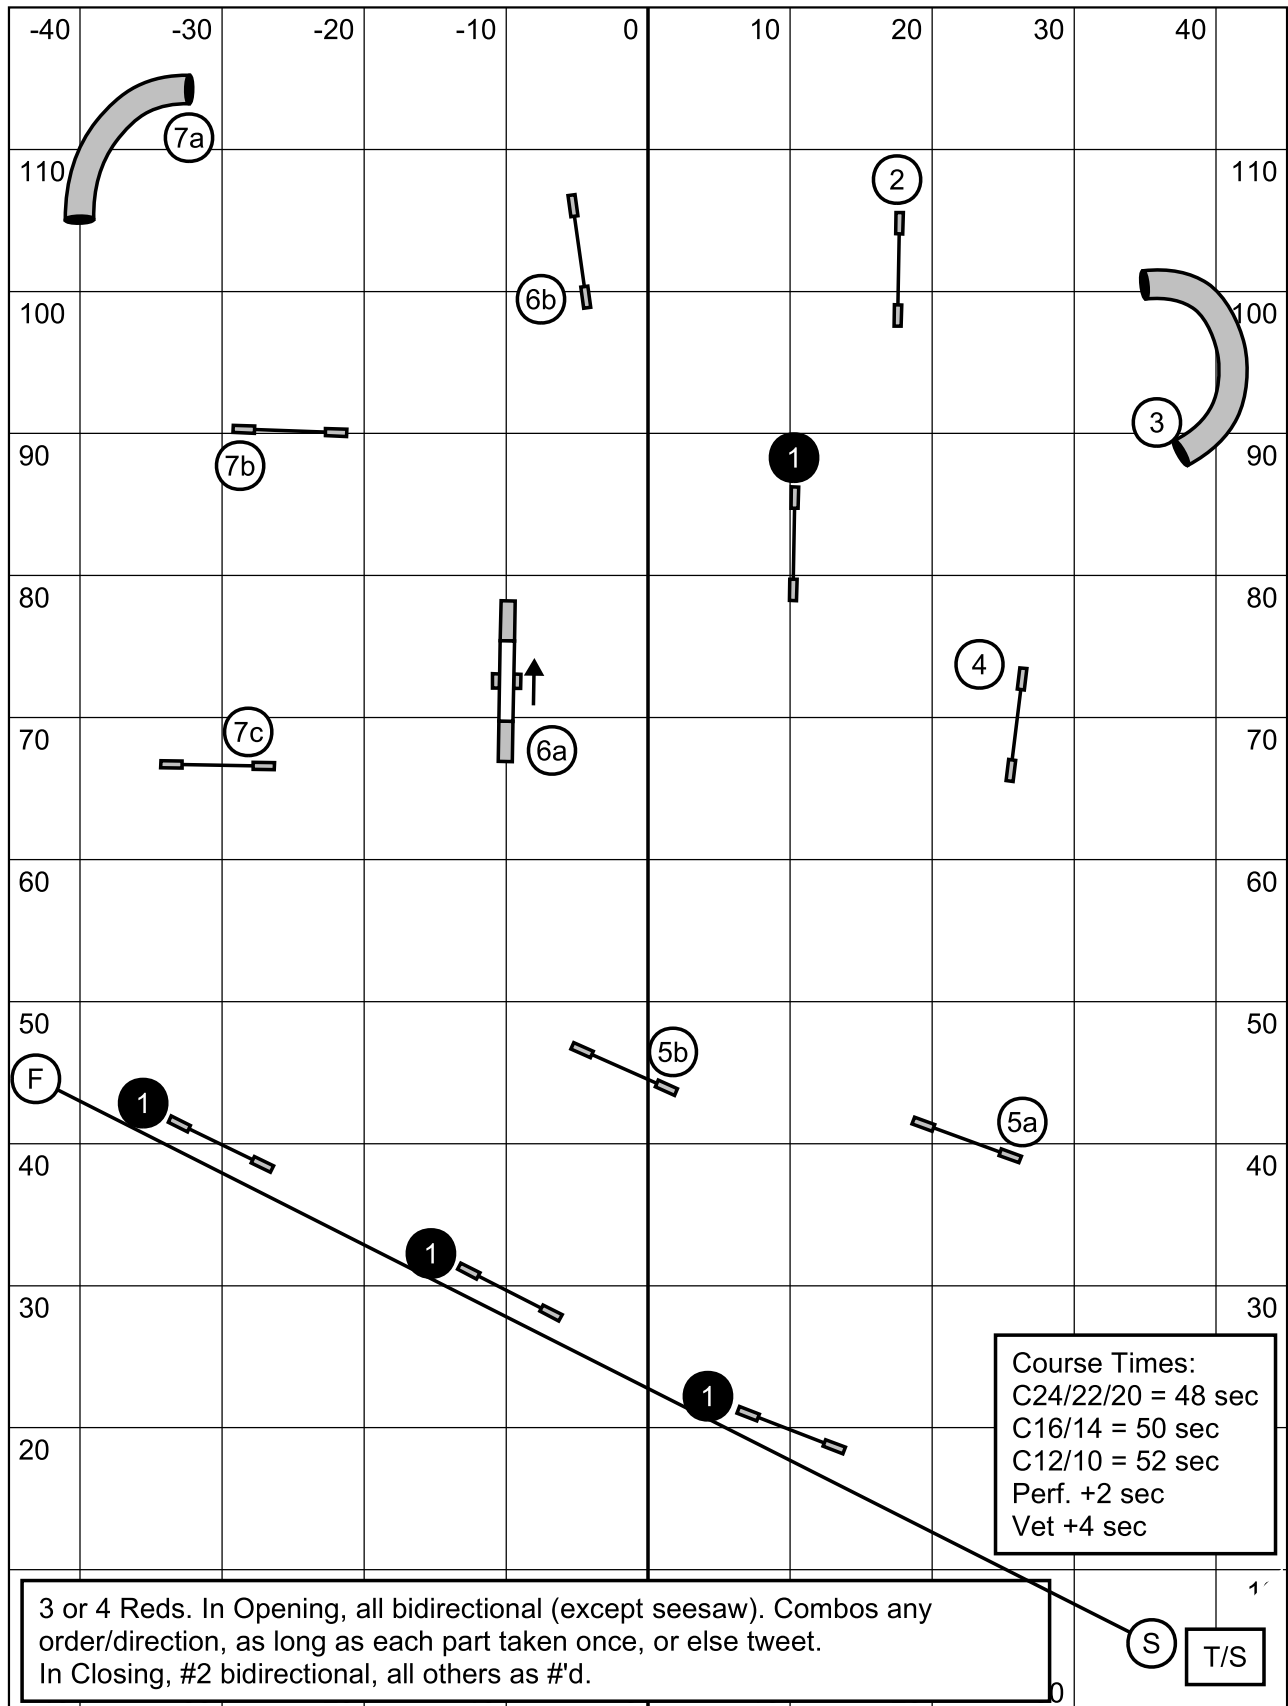 -40 -30 -20 -10 0 10 20 30 40
7a
110 110
2
100 6b 100
3
90 7b 1 90
80 80
4
70 7c 6a 70
60 60
50 5b 50
F 1 5a
40 40
1
30 30
Course Times:
C24/22/20 = 48 sec
C16/14 = 50 sec
C12/10 = 52 sec
Perf. +2 sec
Vet +4 sec
1
20
3 or 4 Reds. In Opening, all bidirectional (except seesaw). Combos any
order/direction, as long as each part taken once, or else tweet.
In Closing, #2 bidirectional, all others as #'d.
S T/S
0